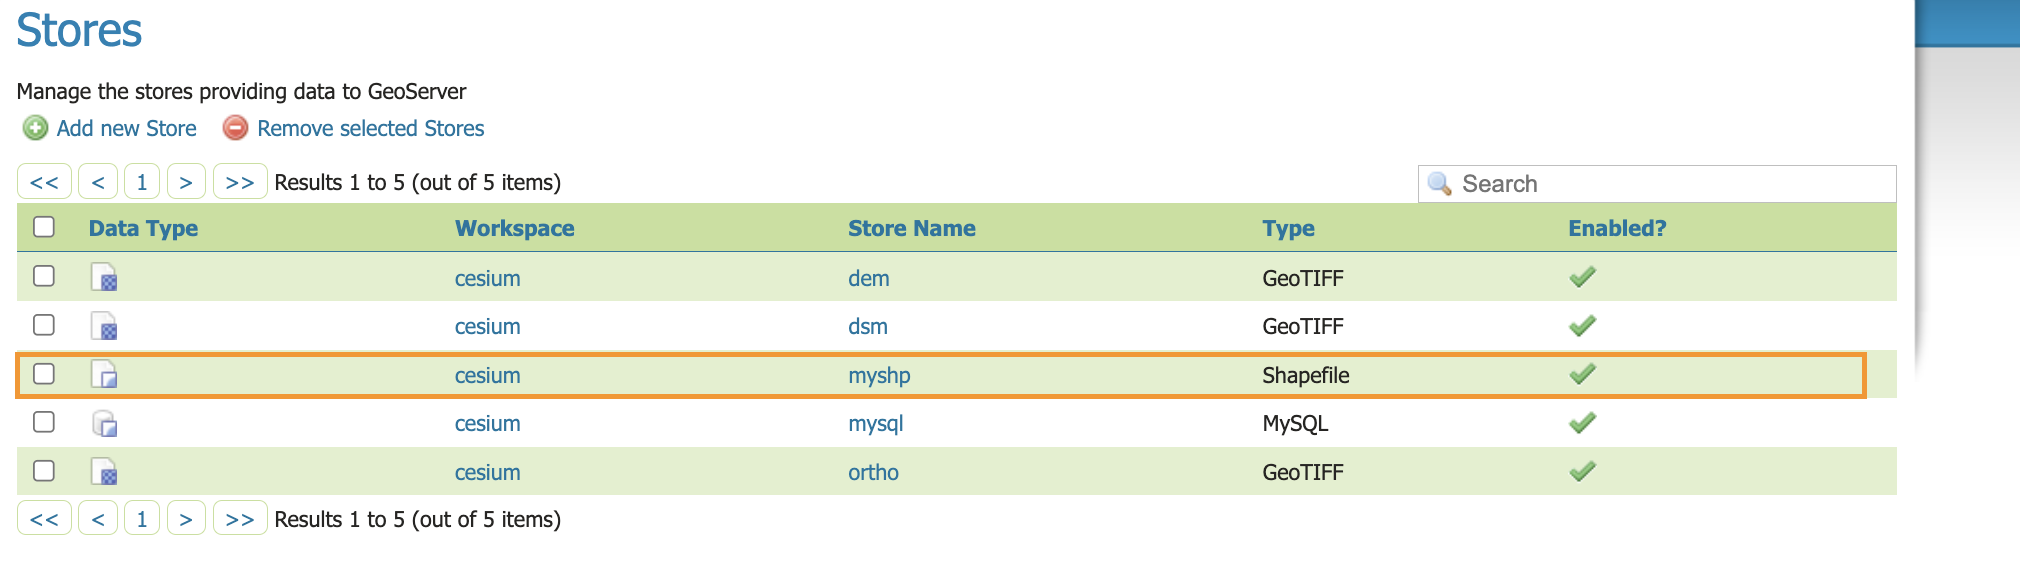 Stores
Manage the stores providing data to GeoServer
Add new Store Remove selected Stores
<< < 1 > >> Results 1 to 5 (out of 5 items) Search
Data Type Workspace Store Name Type Enabled?
cesium dem GeoTIFF
cesium dsm GeoTIFF
cesium myshp Shapefile
cesium mysql MySQL
cesium ortho GeoTIFF
<< < 1 > >> Results 1 to 5 (out of 5 items)